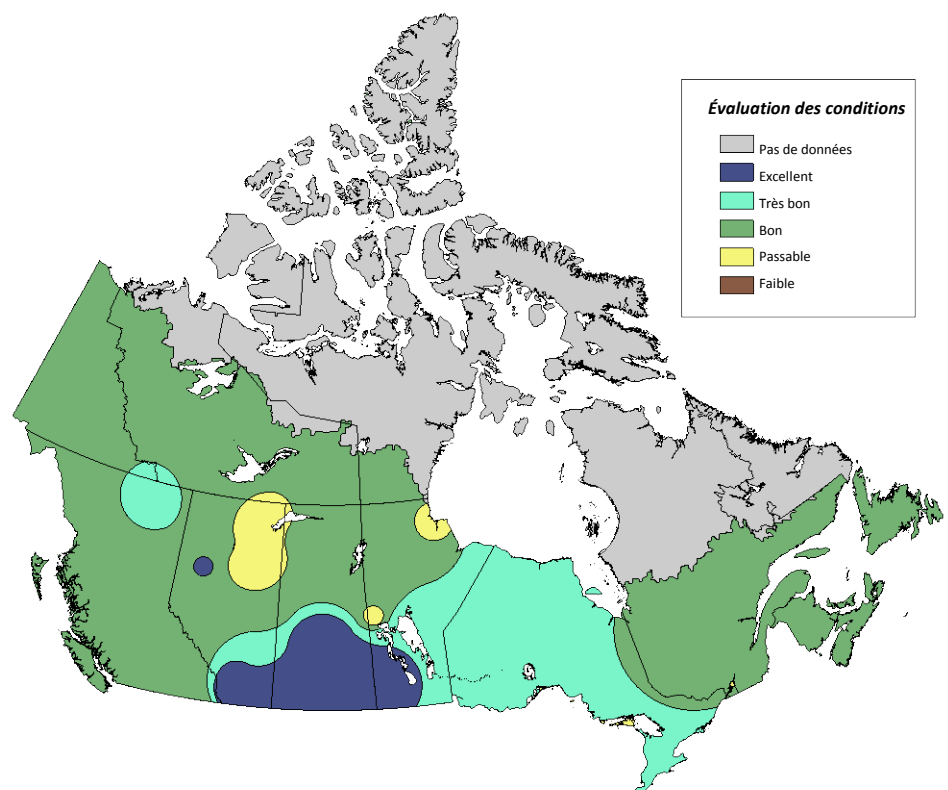 Évaluation des conditions
Pas de données
Excellent
Très bon
Bon
Passable
Faible